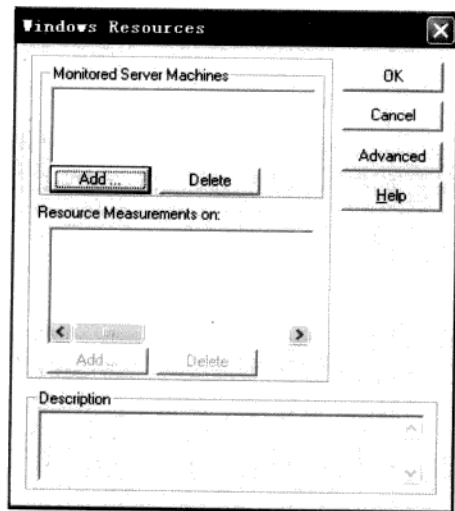 Windows Resources
Monitored Server Machines
Add ...
Delete
OK
Cancel
Advanced
Help
Resource Measurements on:
Add ...
Delete
Description